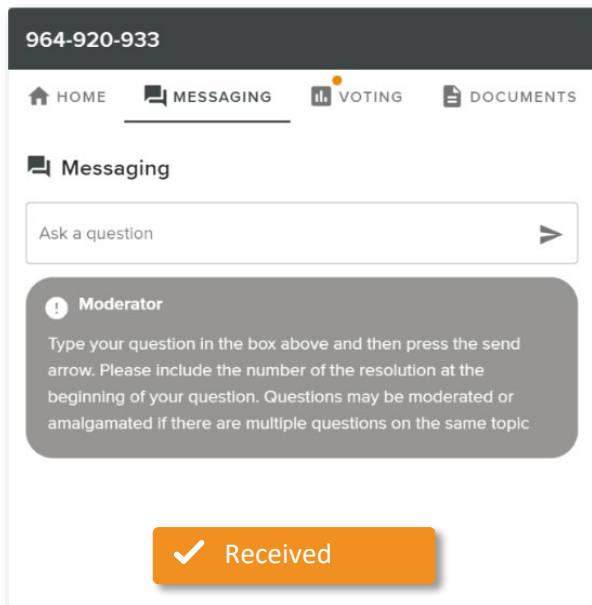 964-920-933
HOME MESSAGING VOTING DOCUMENTS
Messaging
Ask a question
Moderator
Type your question in the box above and then press the send
arrow. Please include the number of the resolution at the
beginning of your question. Questions may be moderated or
amalgamated if there are multiple questions on the same topic
Received